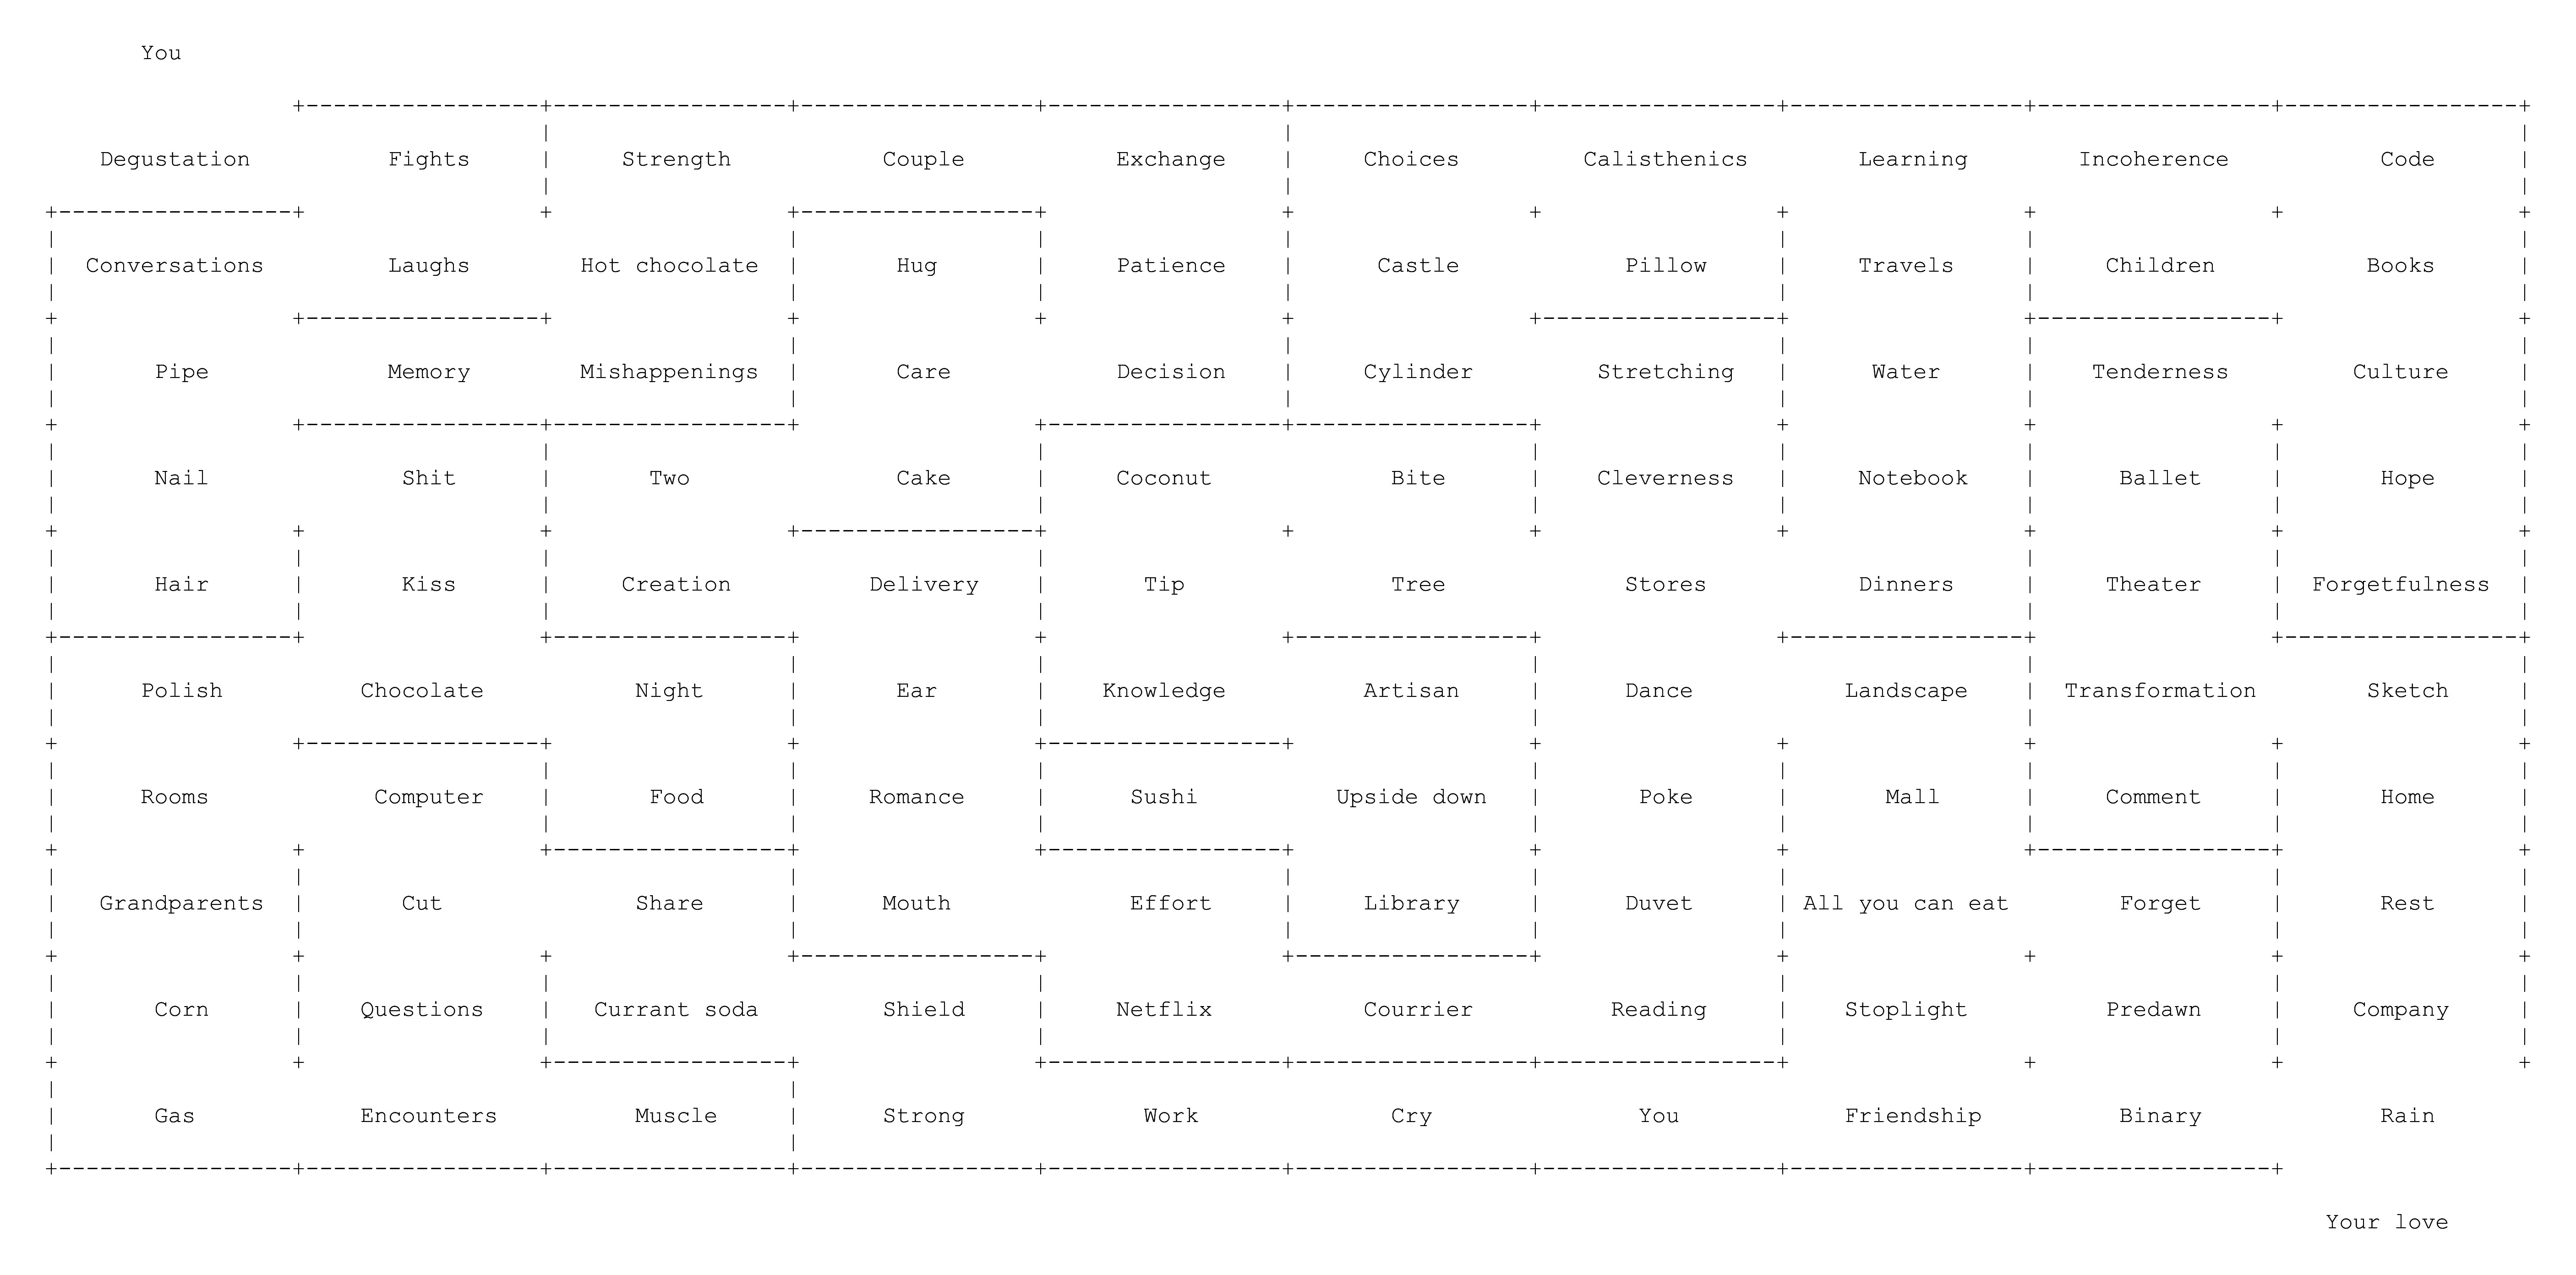 You
Degustation Fights Strength Couple Exchange Choices Calisthenics Learning Incoherence Code
Conversations Laughs Hot chocolate Hug Patience Castle Pillow Travels Children Books
Pipe Memory Mishappenings Care Decision Cylinder Stretching Water Tenderness Culture
Nail Shit Two Cake Coconut Bite Cleverness Notebook Ballet Hope
Hair Kiss Creation Delivery Tip Tree Stores Dinners Theater Forgetfulness
Polish Chocolate Night Ear Knowledge Artisan Dance Landscape Transformation Sketch
Rooms Computer Food Romance Sushi Upside down Poke Mall Comment Home
Grandparents Cut Share Mouth Effort Library Duvet All you can eat Forget Rest
Corn Questions Currant soda Shield Netflix Courrier Reading Stoplight Predawn Company
Gas Encounters Muscle Strong Work Cry You Friendship Binary Rain
Your love